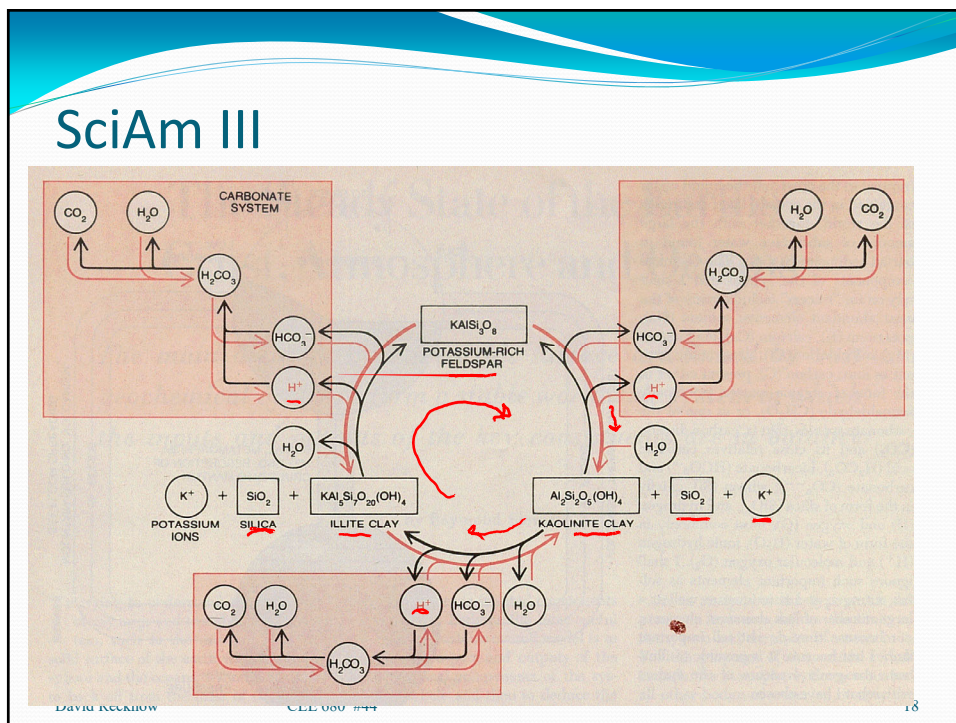 SciAm III
CARBONATE
SYSTEM
CO2 H2O
H2CO3
HCO3−
H+
H2O
H2O CO2
H2CO3
HCO3−
H+
H2O
KAlSi3O8
POTASSIUM-RICH
FELDSPAR
K+ + SiO2 + KAl5Si7O20(OH)4
POTASSIUM
IONS
SILICA
ILLITE CLAY
Al2Si2O5(OH)4 + SiO2 + K+
KAOLINITE CLAY
CO2 H2O H+ HCO3− H2O
H2CO3
David Reckhow CEE 680 #44 18